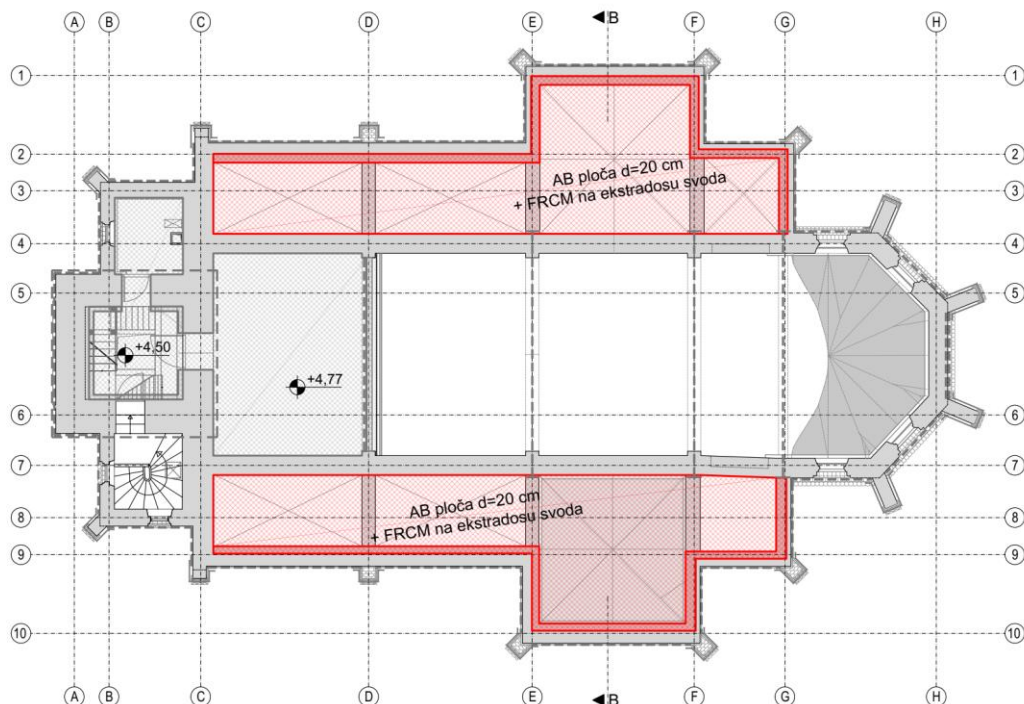 A B C D E F G H
◀B
1 1
2 2
AB ploča d=20 cm
+ FRCM na ekstradosu svoda
3 3
4 4
5 5
+4,50
+4,77
6 6
7 7
AB ploča d=20 cm
+ FRCM na ekstradosu svoda
8 8
9 9
10 10
A B C D E F G H
◀B